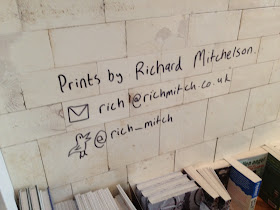 Prints by Richard Mitchelson.
rich@richmitch.co.uk
@rich_mitch